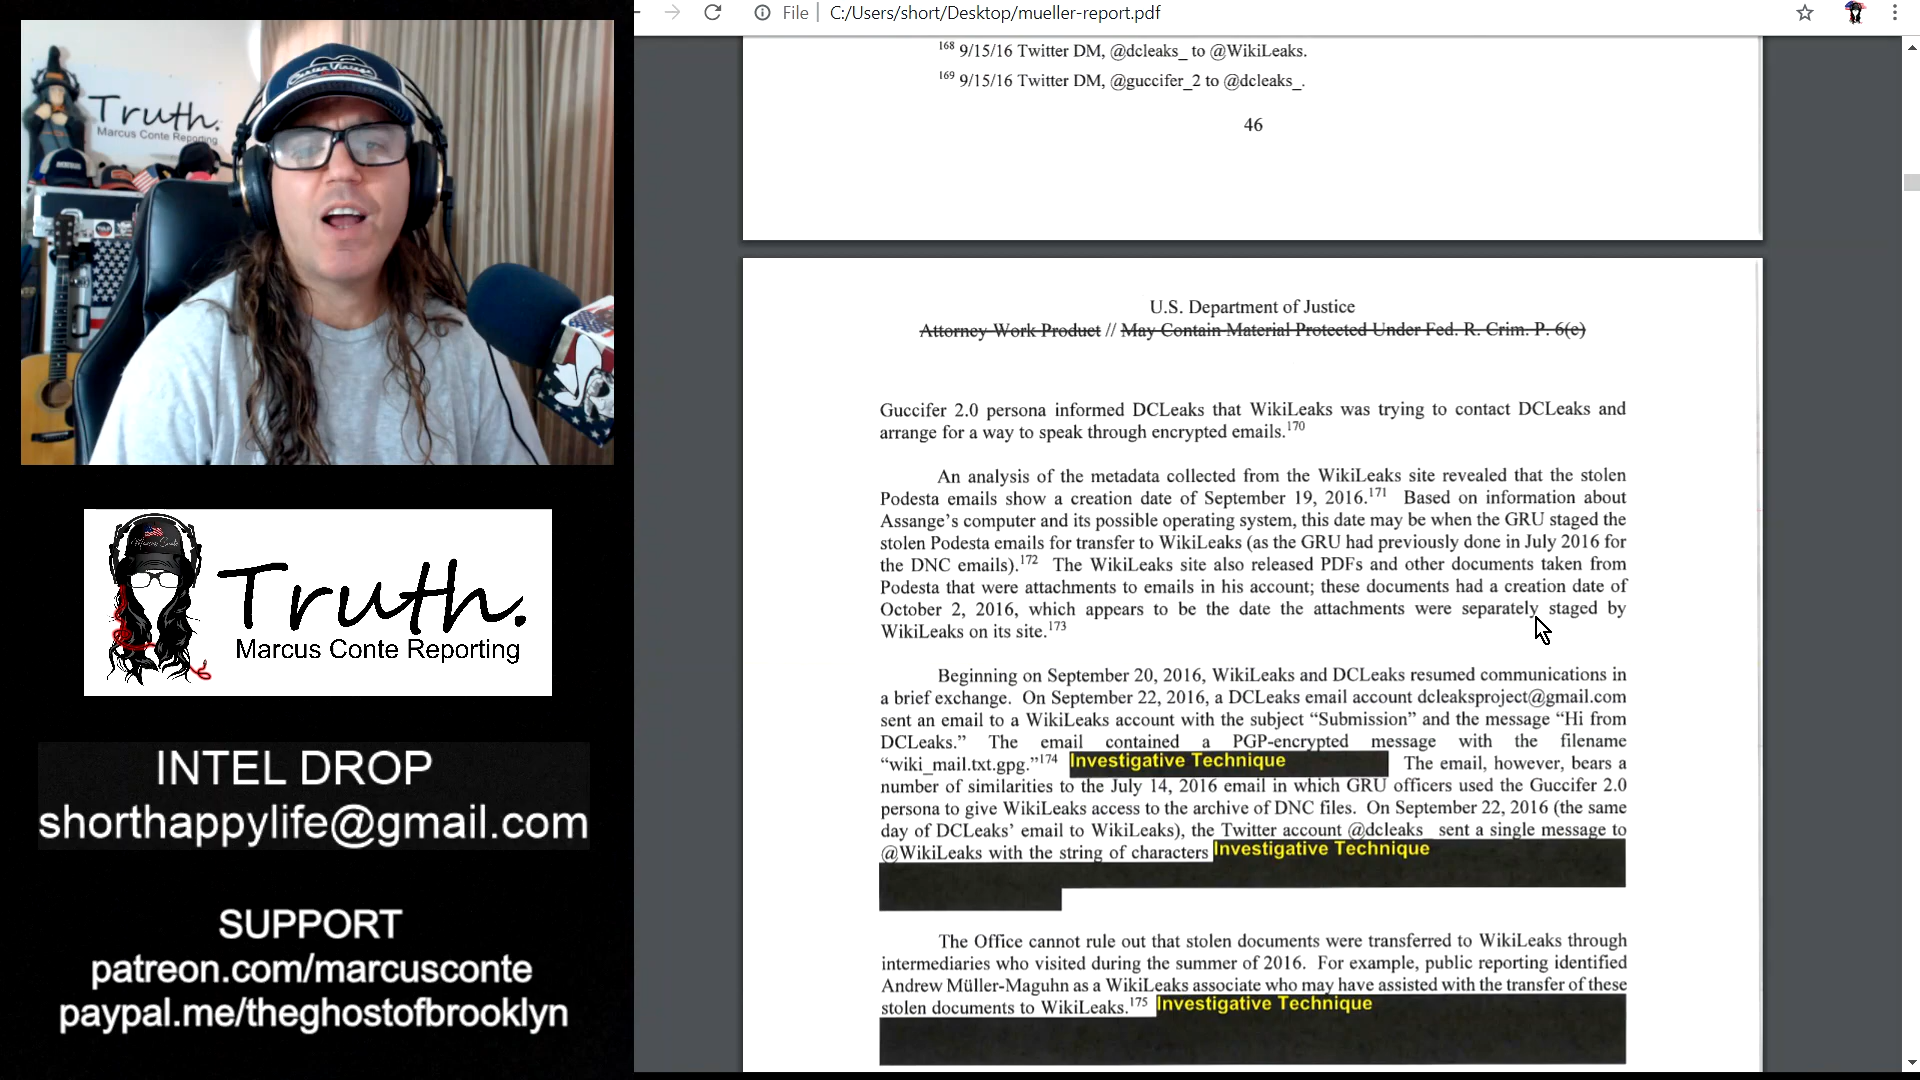 File
C:/Users/short/Desktop/mueller-report.pdf
168 9/15/16 Twitter DM, @dcleaks_ to @WikiLeaks.
169 9/15/16 Twitter DM, @guccifer_2 to @dcleaks_.
46
U.S. Department of Justice
Attorney Work Product // May Contain Material Protected Under Fed. R. Crim. P. 6(e)
Guccifer 2.0 persona informed DCLeaks that WikiLeaks was trying to contact DCLeaks and
arrange for a way to speak through encrypted emails.170
An analysis of the metadata collected from the WikiLeaks site revealed that the stolen
Podesta emails show a creation date of September 19, 2016.171 Based on information about
Assange's computer and its possible operating system, this date may be when the GRU staged the
stolen Podesta emails for transfer to WikiLeaks (as the GRU had previously done in July 2016 for
the DNC emails).172 The WikiLeaks site also released PDFs and other documents taken from
Podesta that were attachments to emails in his account; these documents had a creation date of
October 2, 2016, which appears to be the date the attachments were separately staged by
WikiLeaks on its site.173
Beginning on September 20, 2016, WikiLeaks and DCLeaks resumed communications in
a brief exchange. On September 22, 2016, a DCLeaks email account dcleaksproject@gmail.com
sent an email to a WikiLeaks account with the subject “Submission” and the message “Hi from
DCLeaks.” The email contained a PGP-encrypted message with the filename
“wiki_mail.txt.gpg.”174 Investigative Technique The email, however, bears a
number of similarities to the July 14, 2016 email in which GRU officers used the Guccifer 2.0
persona to give WikiLeaks access to the archive of DNC files. On September 22, 2016 (the same
day of DCLeaks' email to WikiLeaks), the Twitter account @dcleaks_ sent a single message to
@WikiLeaks with the string of characters Investigative Technique
The Office cannot rule out that stolen documents were transferred to WikiLeaks through
intermediaries who visited during the summer of 2016. For example, public reporting identified
Andrew Müller-Maguhn as a WikiLeaks associate who may have assisted with the transfer of these
stolen documents to WikiLeaks.175 Investigative Technique
Truth.
Marcus Conte Reporting
Truth.
Marcus Conte Reporting
INTEL DROP
shorthappylife@gmail.com
SUPPORT
patreon.com/marcusconte
paypal.me/theghostofbrooklyn